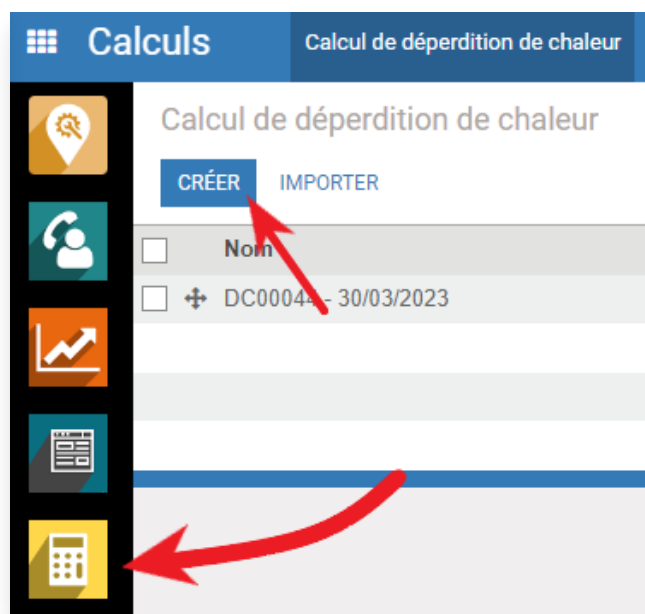 Calculs
Calcul de déperdition de chaleur
Calcul de déperdition de chaleur
CRÉER
IMPORTER
Nom
DC00044 - 30/03/2023